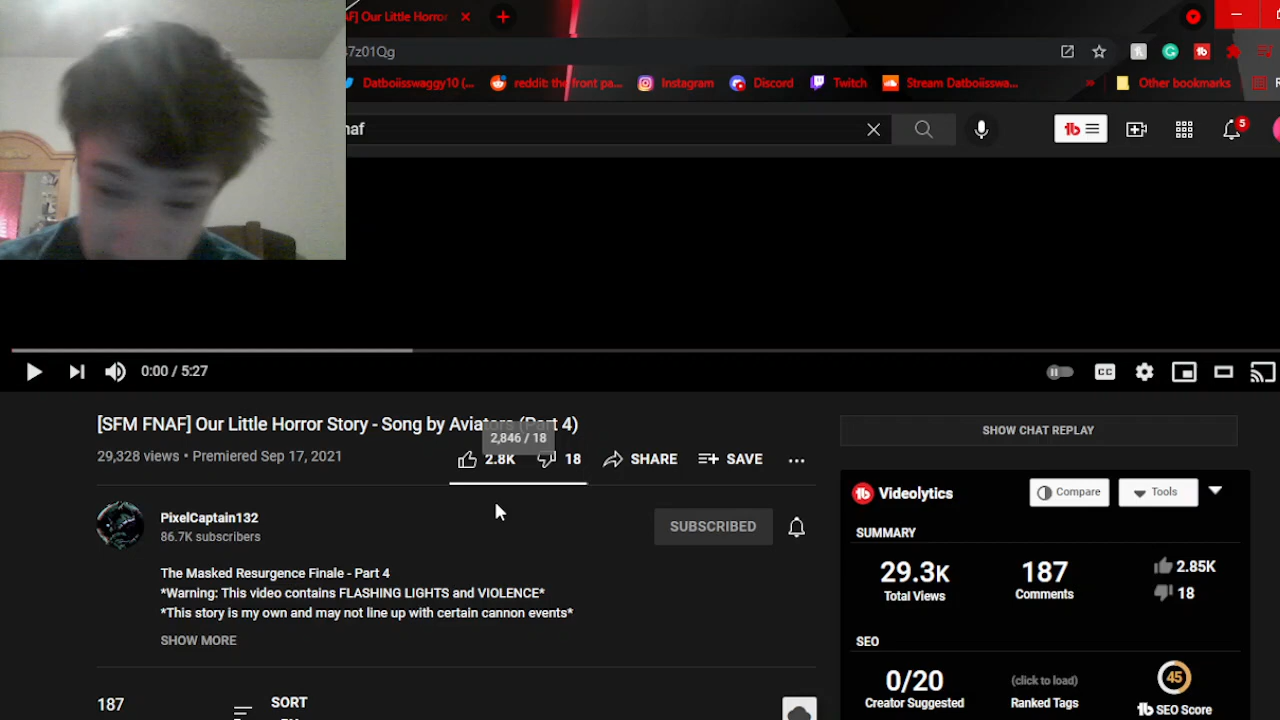 F] Our Little Horror
7z01Qg
Datboiisswaggy10 (... reddit: the front pa... Instagram Discord Twitch Stream Datboiisswa... » Other bookmarks R
naf
5
0:00 / 5:27
CC
[SFM FNAF] Our Little Horror Story - Song by Aviators (Part 4)
2,846 / 18
29,328 views • Premiered Sep 17, 2021
2.8K 18 SHARE SAVE
SHOW CHAT REPLAY
PixelCaptain132
86.7K subscribers
SUBSCRIBED
The Masked Resurgence Finale - Part 4
*Warning: This video contains FLASHING LIGHTS and VIOLENCE*
*This story is my own and may not line up with certain cannon events*
SHOW MORE
187 SORT
tb Videolytics Compare Tools
SUMMARY
29.3K 187 2.85K
Total Views Comments 18
SEO
0/20 (click to load) 45
Creator Suggested Ranked Tags tb SEO Score